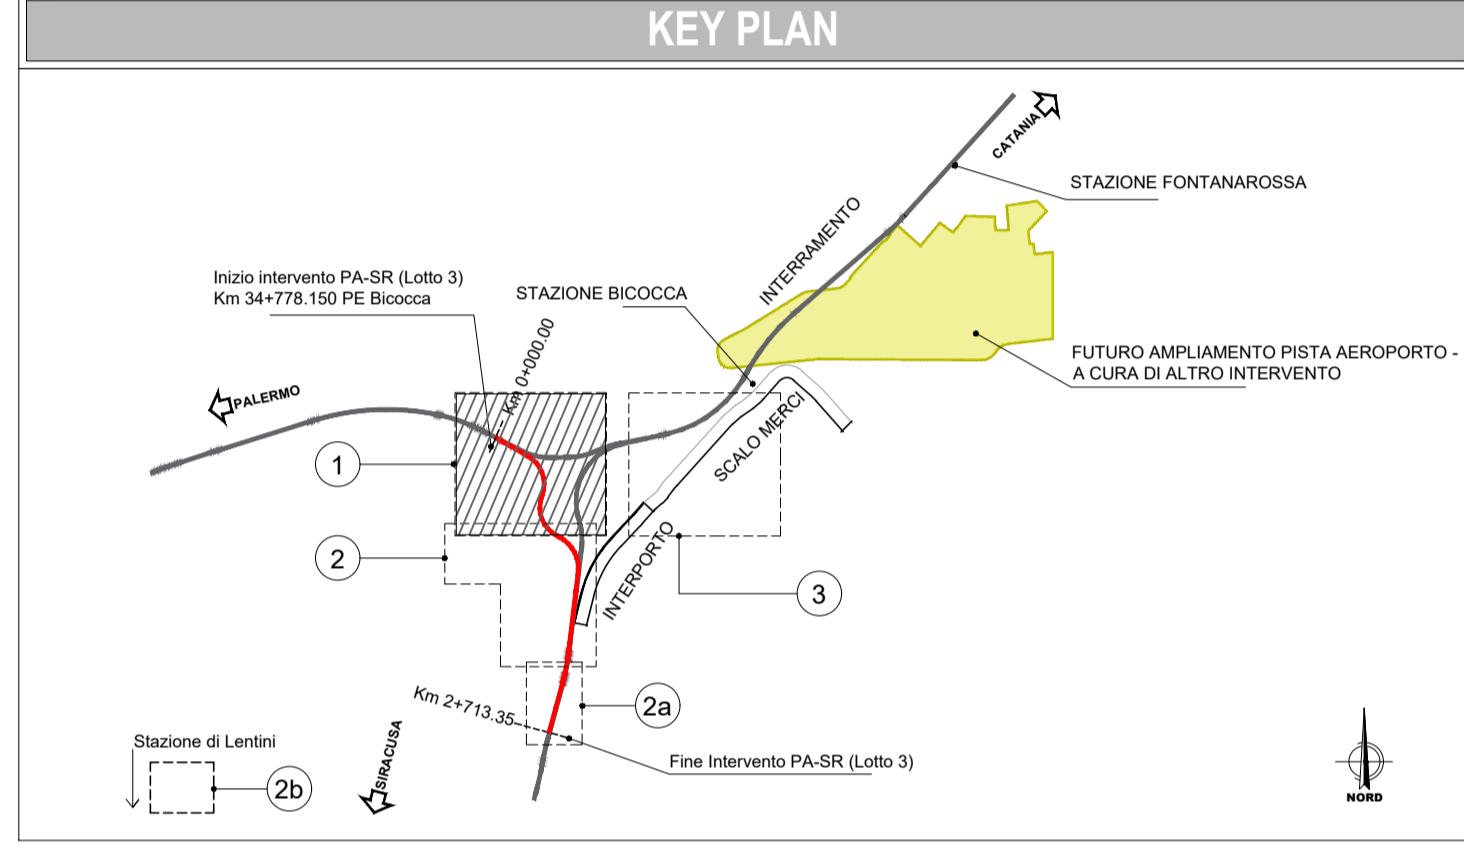 KEY PLAN
CATANIA
STAZIONE FONTANAROSSA
INTERRAMENTO
Inizio intervento PA-SR (Lotto 3)
Km 34+778.150 PE Bicocca
STAZIONE BICOCCA
Km 0+000.00
FUTURO AMPLIAMENTO PISTA AEROPORTO -
A CURA DI ALTRO INTERVENTO
PALERMO
SCALO MERCI
1
2
INTERPORTO
3
Km 2+713.35
2a
Stazione di Lentini
SIRACUSA
Fine Intervento PA-SR (Lotto 3)
2b
NORD